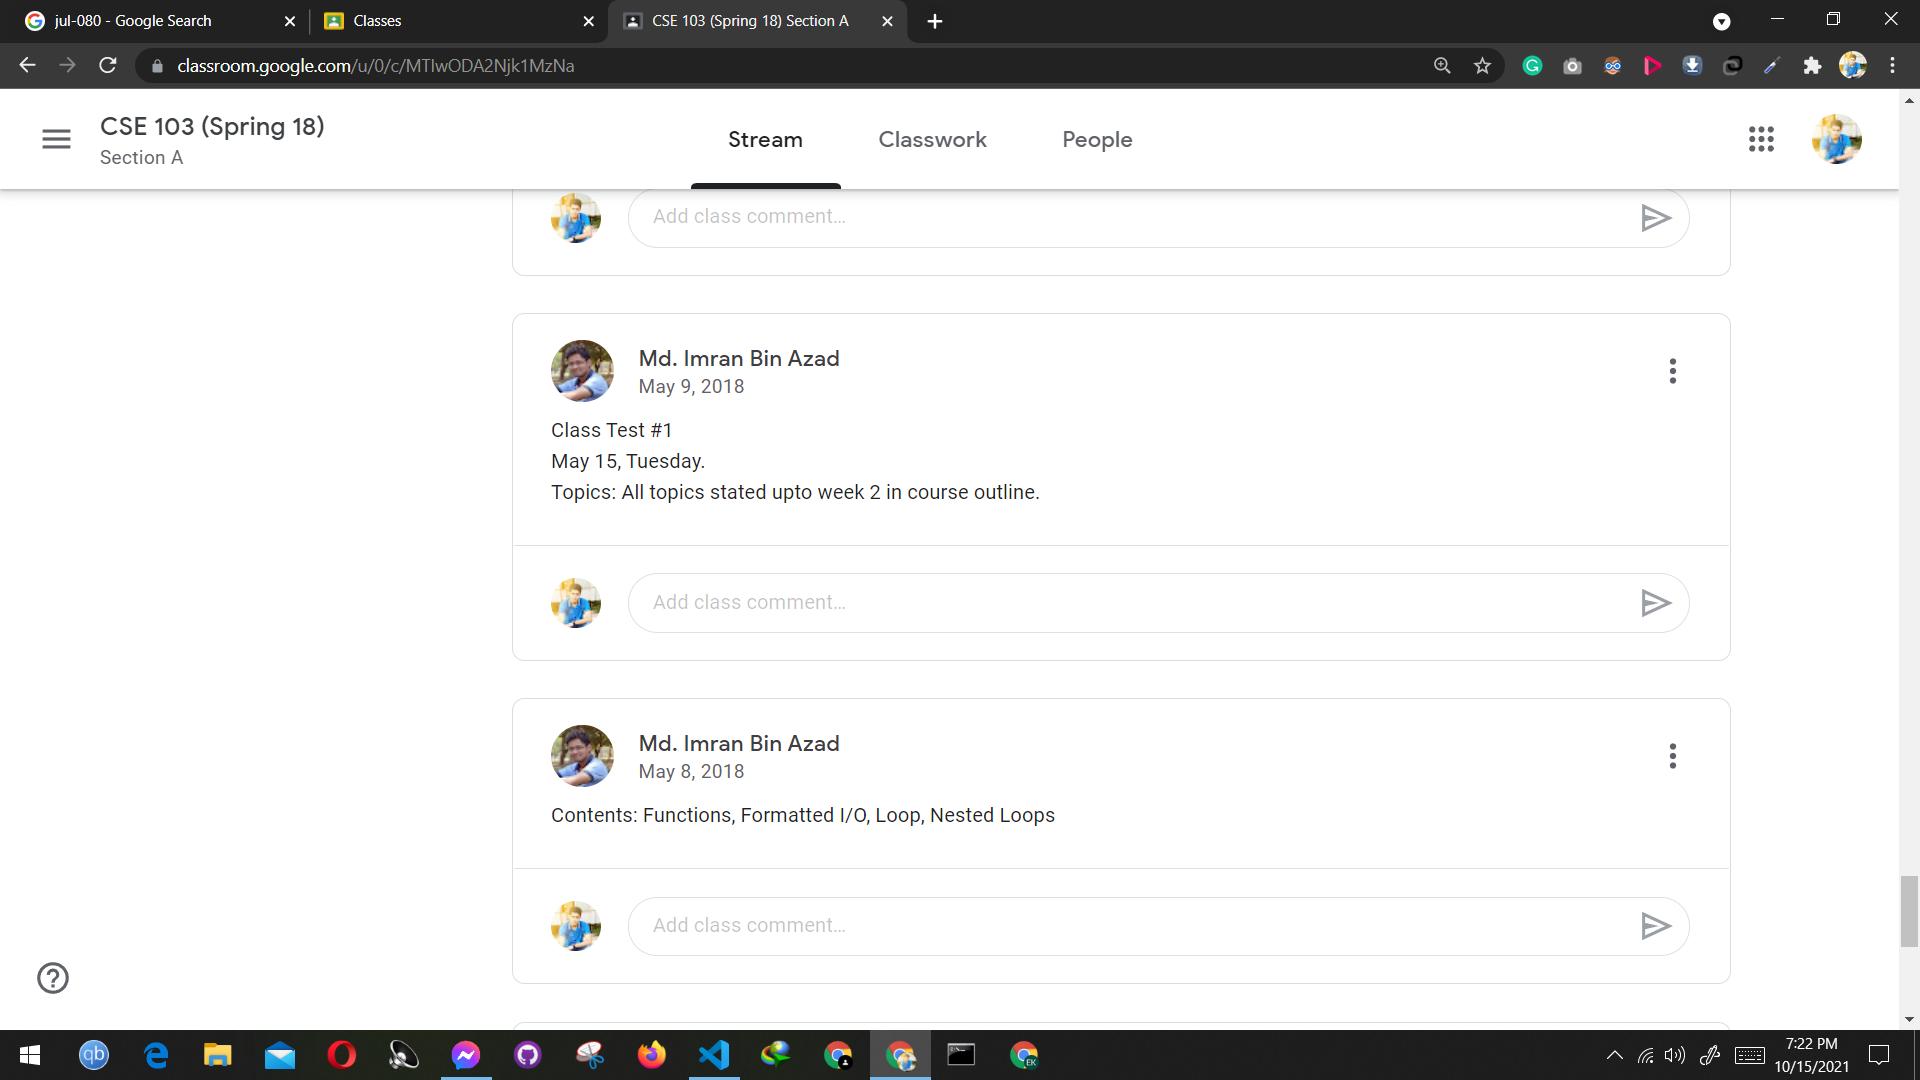 jul-080 - Google Search
Classes
CSE 103 (Spring 18) Section A
classroom.google.com/u/0/c/MTIwODA2Njk1MzNa
CSE 103 (Spring 18)
Section A
Stream
Classwork
People
Add class comment…
Md. Imran Bin Azad
May 9, 2018
Class Test #1
May 15, Tuesday.
Topics: All topics stated upto week 2 in course outline.
Add class comment…
Md. Imran Bin Azad
May 8, 2018
Contents: Functions, Formatted I/O, Loop, Nested Loops
Add class comment…
qb
EK
7:22 PM
10/15/2021